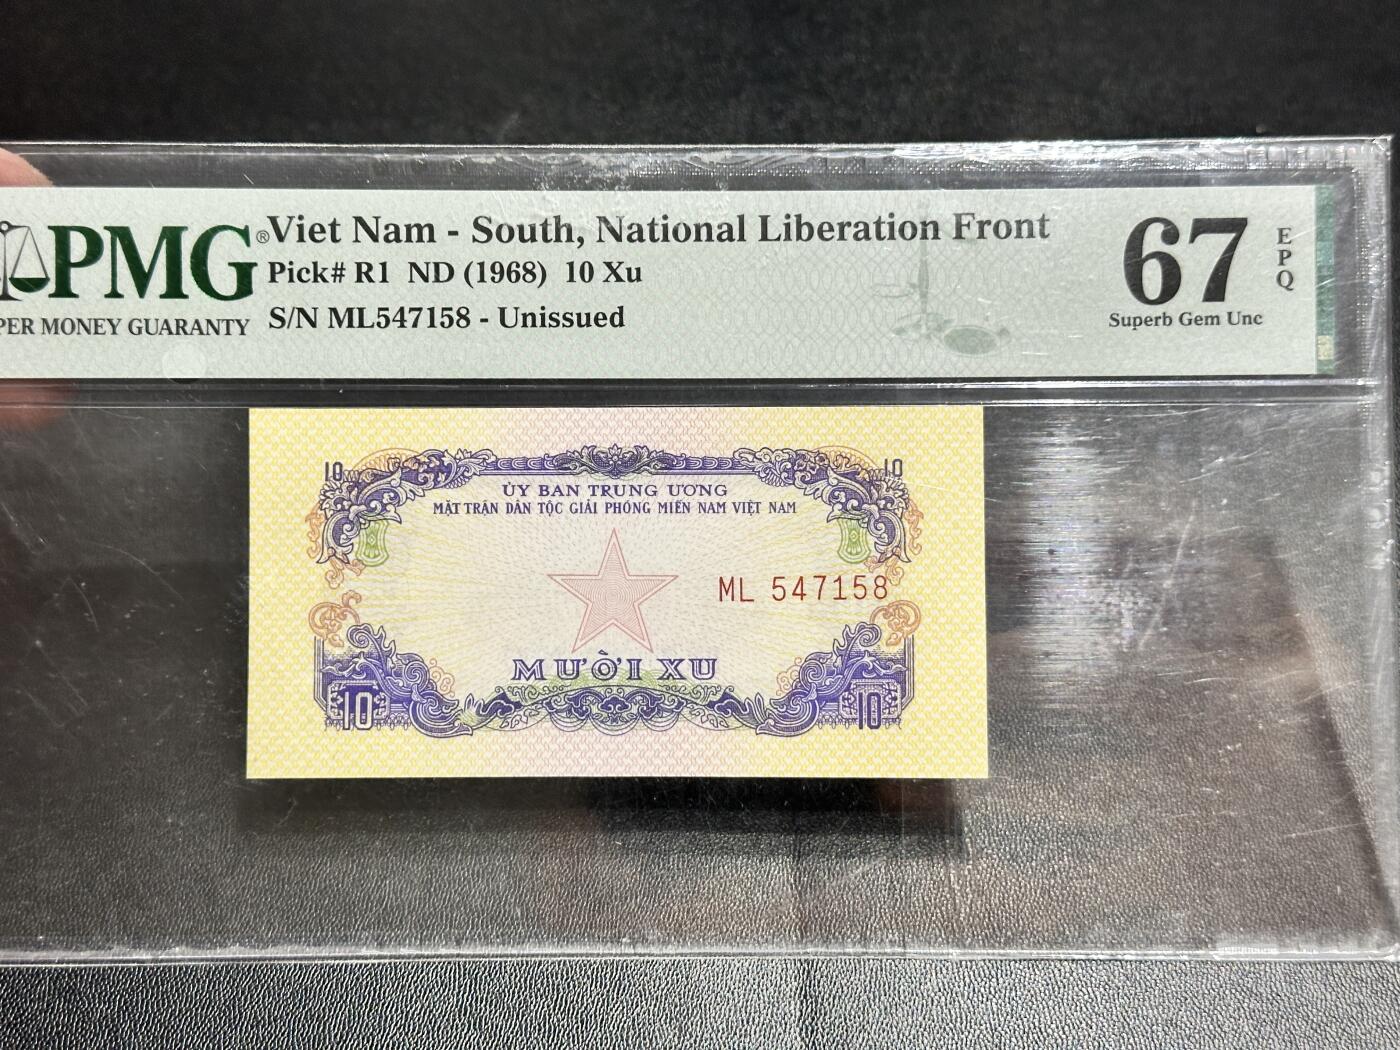 PMG®
PER MONEY GUARANTY
Viet Nam - South, National Liberation Front
Pick# R1 ND (1968) 10 Xu
S/N ML547158 - Unissued
67
EPQ
Superb Gem Unc
10 10
ỦY BAN TRUNG ƯƠNG
MẶT TRẬN DÂN TỘC GIẢI PHÓNG MIỀN NAM VIỆT NAM
ML 547158
MƯỜI XU
10 10